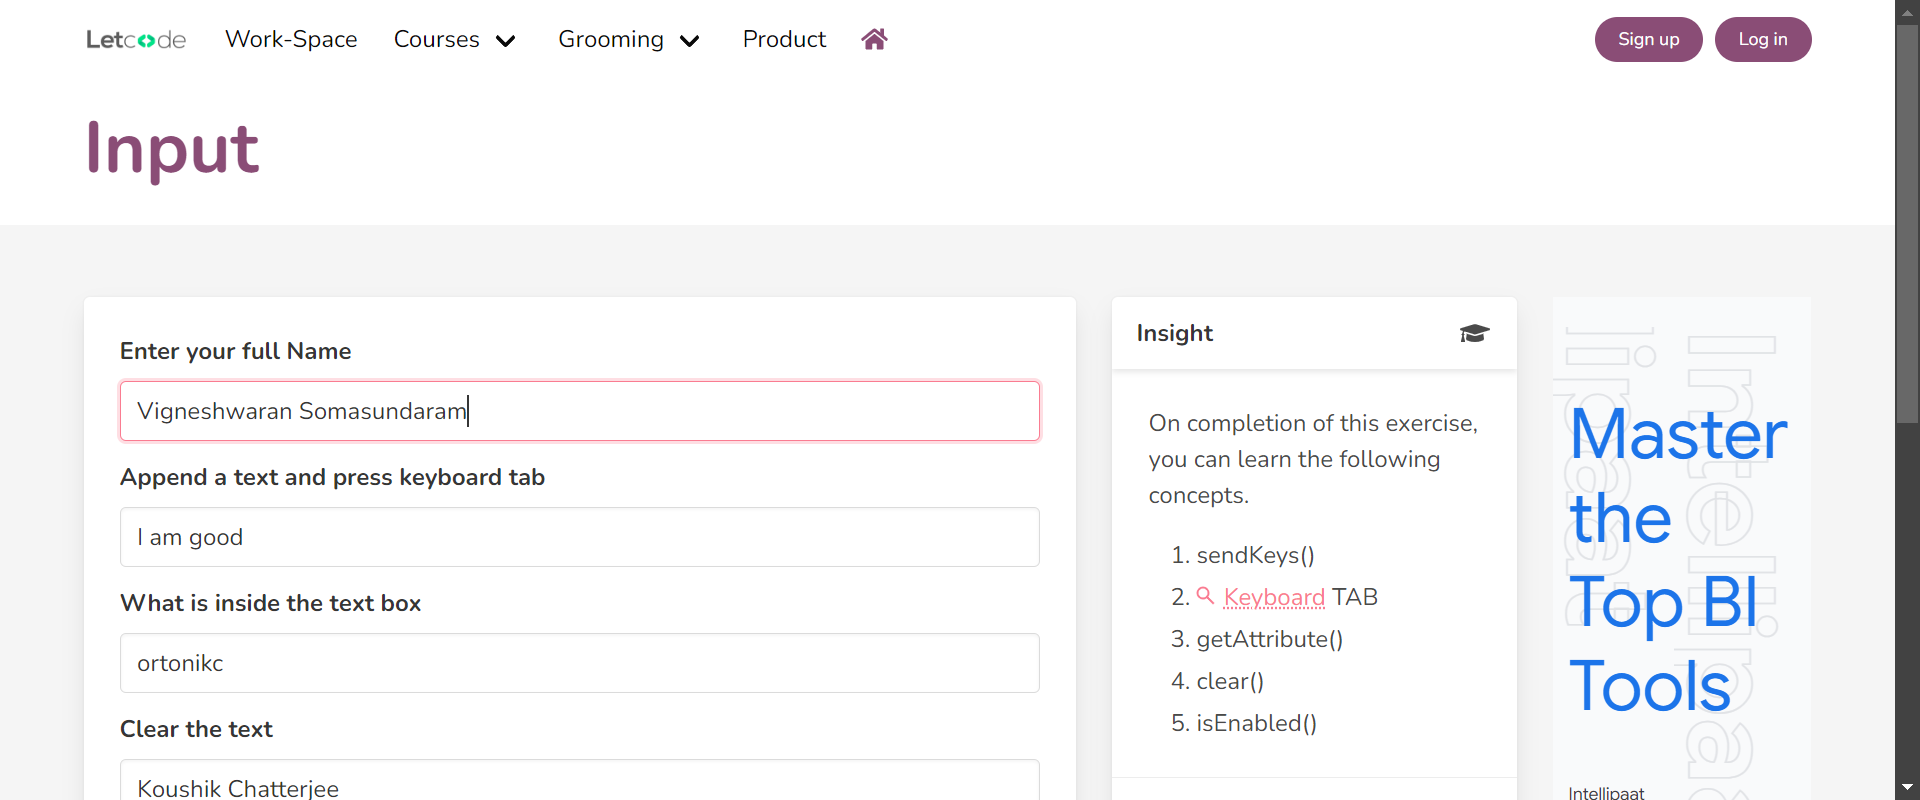 Letcode Work-Space Courses Grooming Product Sign up Log in
Input
Enter your full Name
Vigneshwaran Somasundaram
Append a text and press keyboard tab
I am good
What is inside the text box
ortonikc
Clear the text
Koushik Chatterjee
Insight
On completion of this exercise,
you can learn the following
concepts.
1. sendKeys()
2. Keyboard TAB
3. getAttribute()
4. clear()
5. isEnabled()
Intellipaat
Master
the
Top BI
Tools
Intellipaat